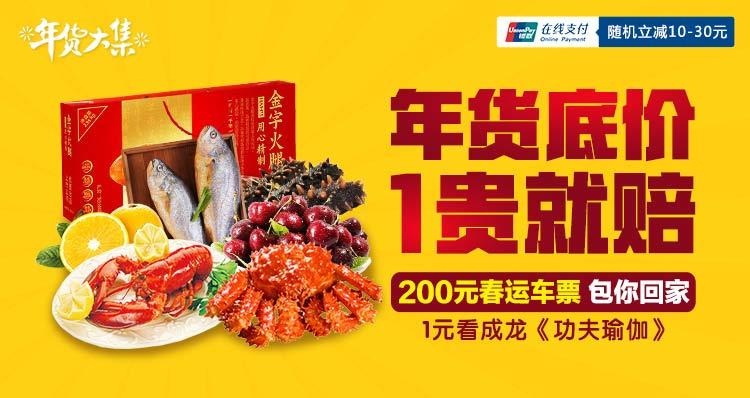 年货大集
UnionPay
银联
在线支付
Online Payment
随机立减10-30元
年货底价
1贵就赔
200元春运车票 包你回家
1元看成龙《功夫瑜伽》
金字火腿
用心精制